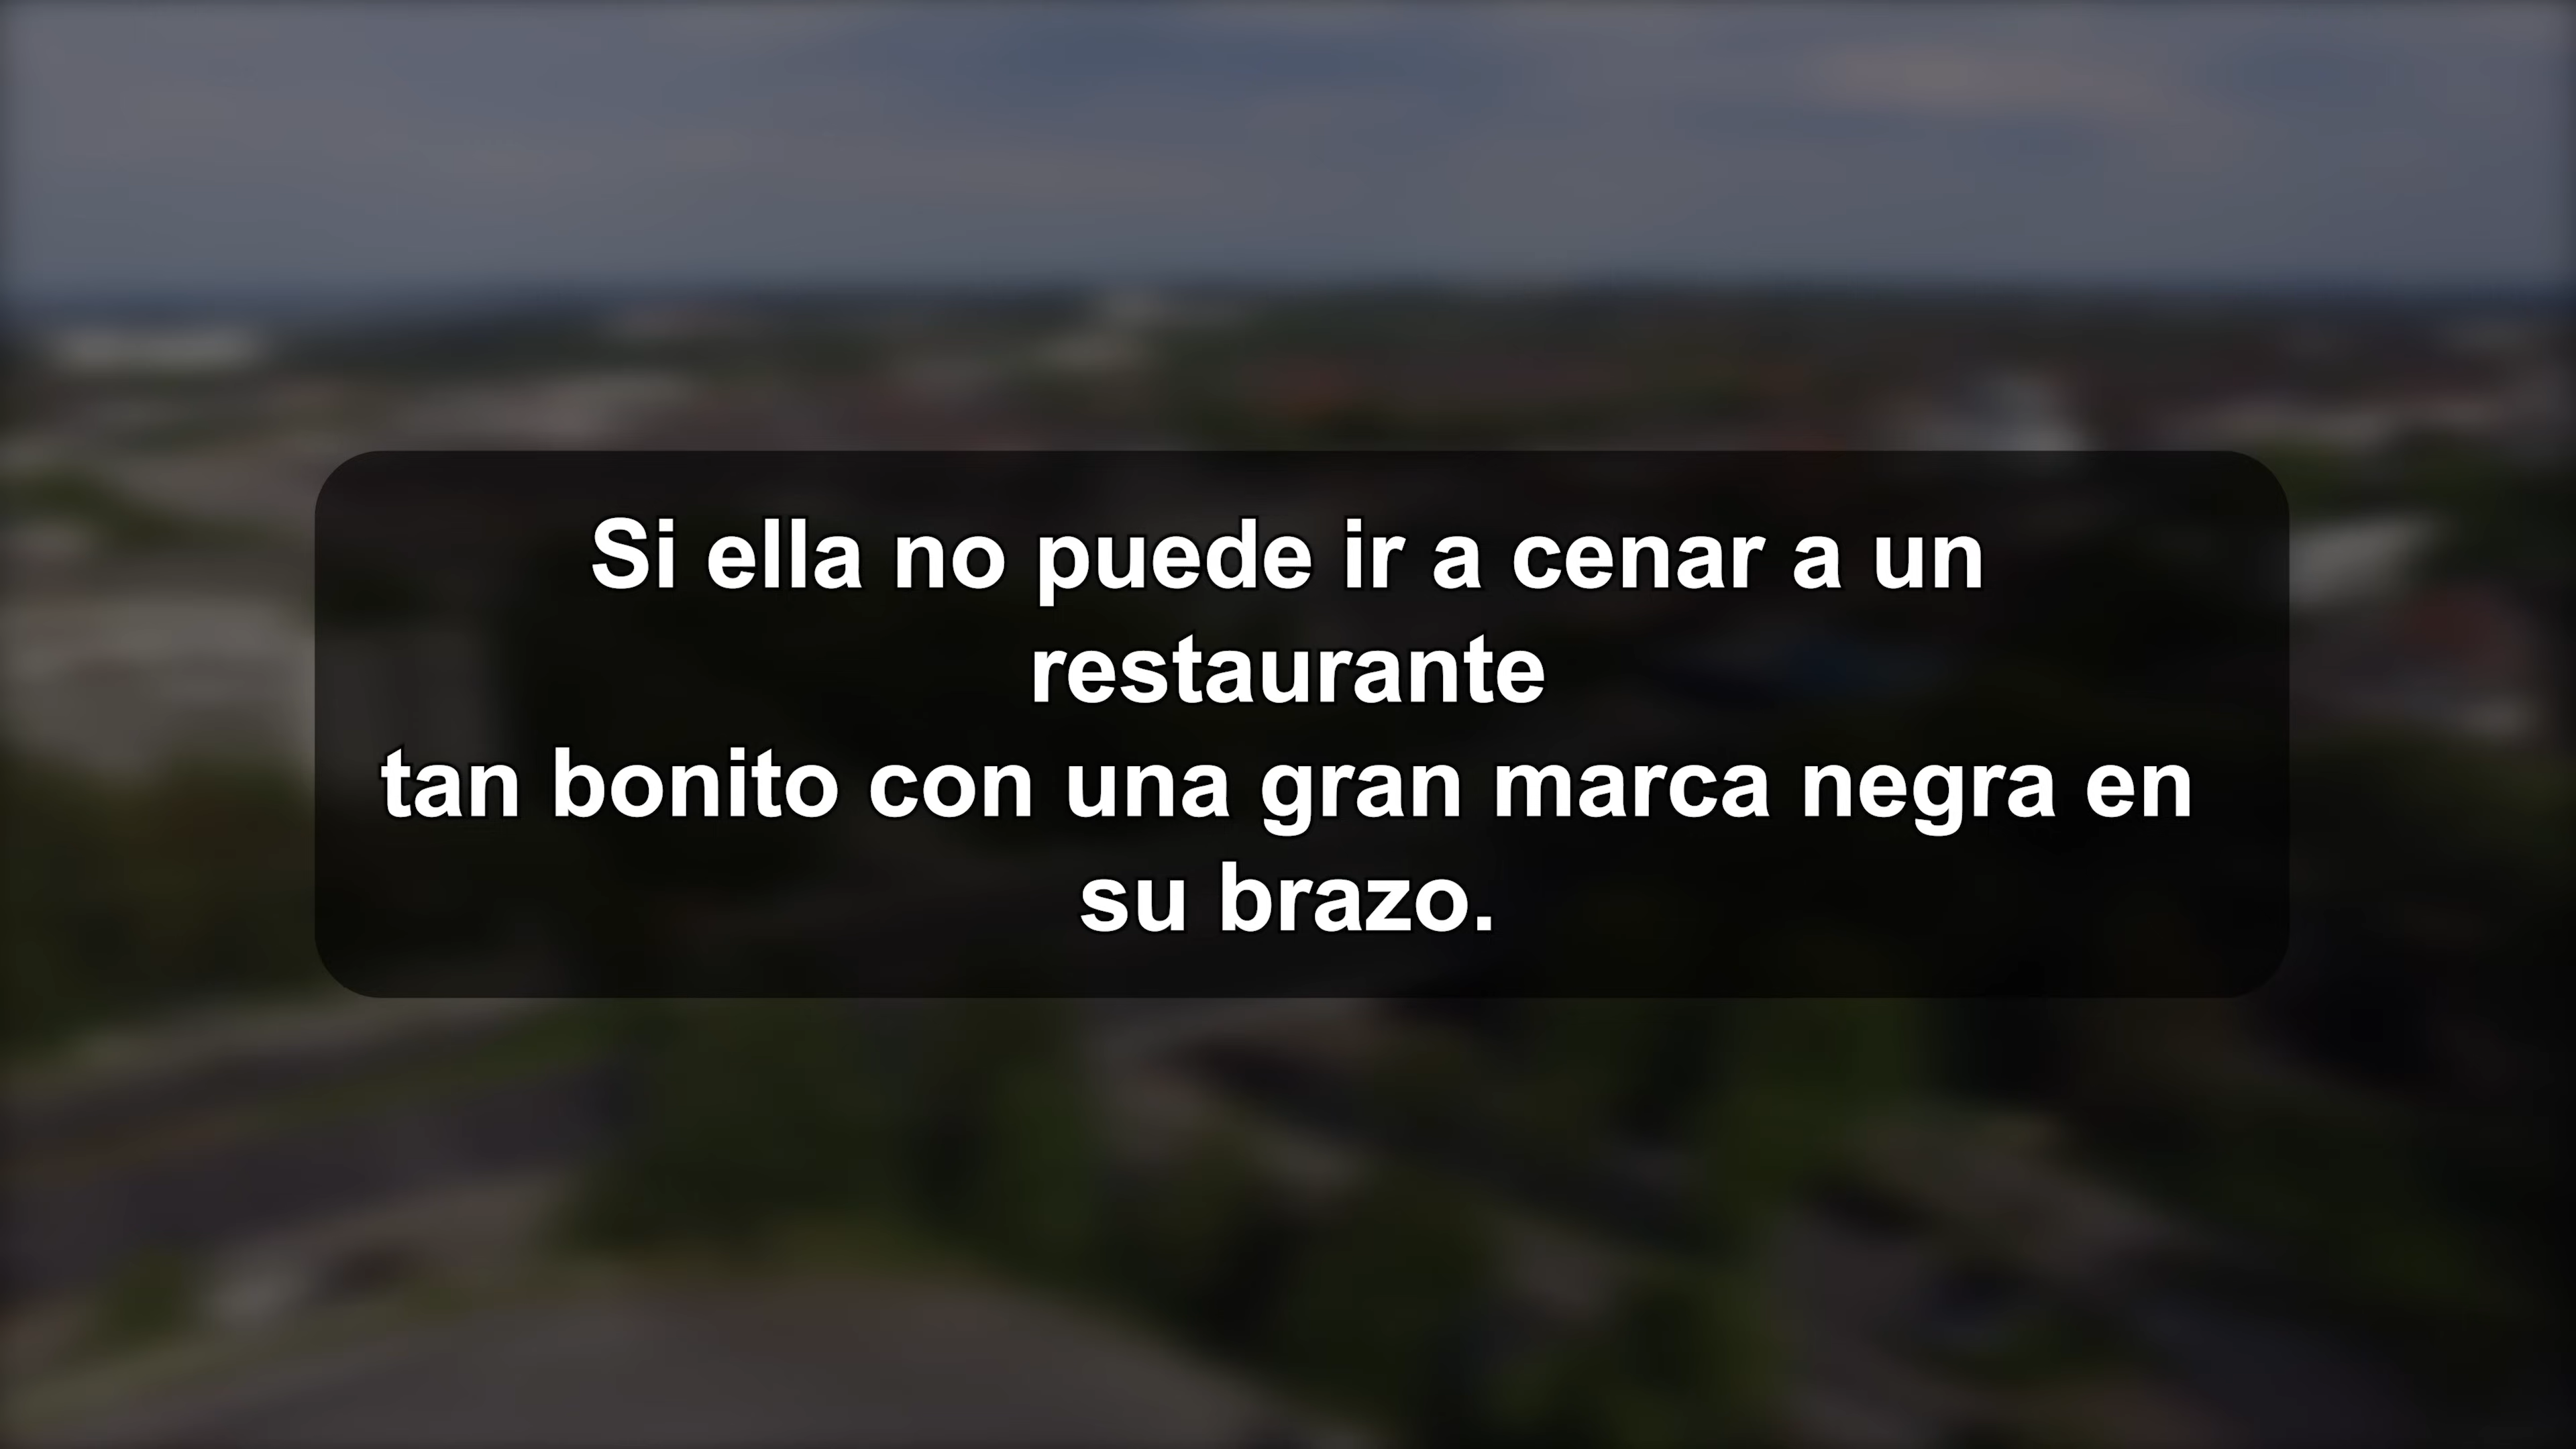 Si ella no puede ir a cenar a un
restaurante
tan bonito con una gran marca negra en
su brazo.